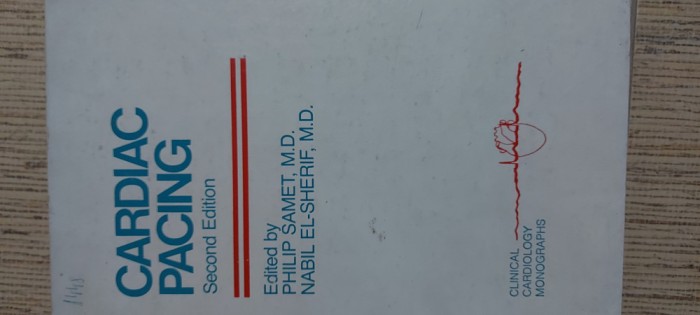 CARDIAC
PACING
Second Edition
Edited by
PHILIP SAMET, M.D.
NABIL EL-SHERIF, M.D.
CLINICAL
CARDIOLOGY
MONOGRAPHS